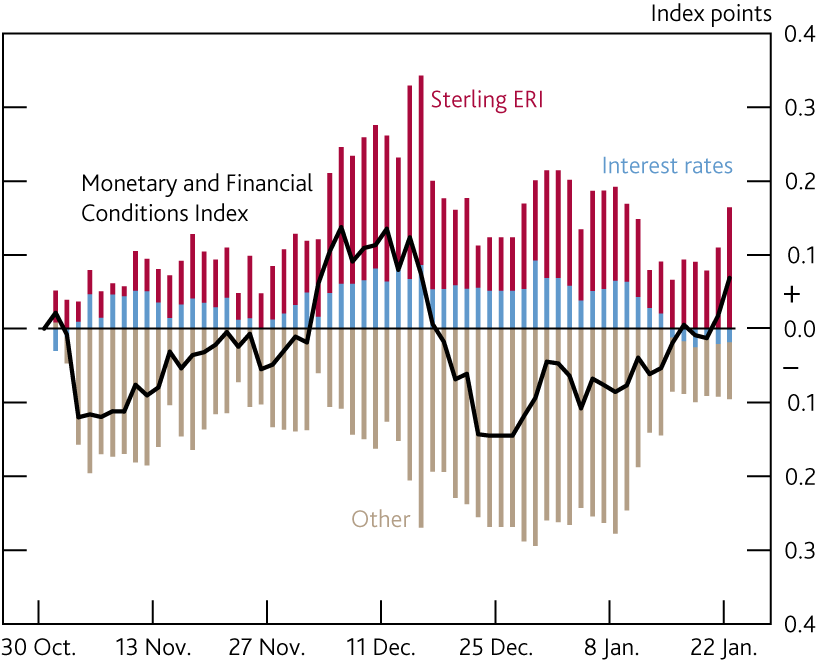 Index points
0.4
0.3
0.2
0.1
+
0.0
–
0.1
0.2
0.3
0.4
Sterling ERI
Interest rates
Monetary and Financial
Conditions Index
Other
30 Oct.
13 Nov.
27 Nov.
11 Dec.
25 Dec.
8 Jan.
22 Jan.